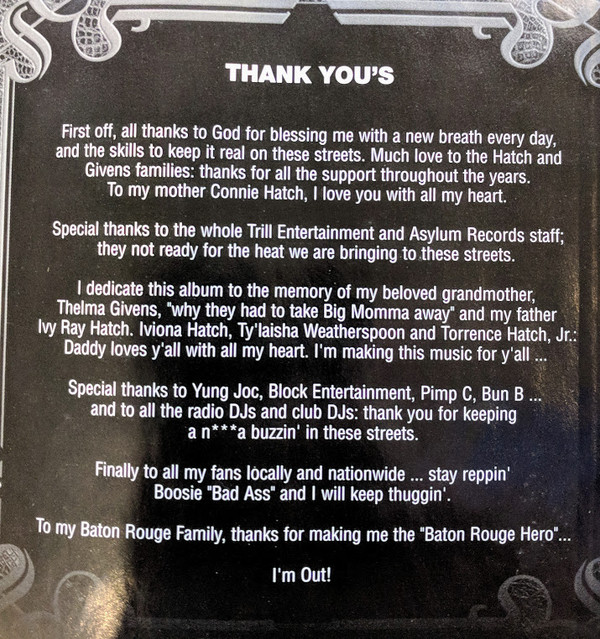 THANK YOU'S
First off, all thanks to God for blessing me with a new breath every day,
and the skills to keep it real on these streets. Much love to the Hatch and
Givens families: thanks for all the support throughout the years.
To my mother Connie Hatch, I love you with all my heart.
Special thanks to the whole Trill Entertainment and Asylum Records staff;
they not ready for the heat we are bringing to these streets.
I dedicate this album to the memory of my beloved grandmother,
Thelma Givens, "why they had to take Big Momma away" and my father
Ivy Ray Hatch. Iviona Hatch, Ty'laisha Weatherspoon and Torrence Hatch, Jr.:
Daddy loves y'all with all my heart. I'm making this music for y'all ...
Special thanks to Yung Joc, Block Entertainment, Pimp C, Bun B ...
and to all the radio DJs and club DJs: thank you for keeping
a n***a buzzin' in these streets.
Finally to all my fans locally and nationwide ... stay reppin'
Boosie "Bad Ass" and I will keep thuggin'.
To my Baton Rouge Family, thanks for making me the "Baton Rouge Hero"...
I'm Out!